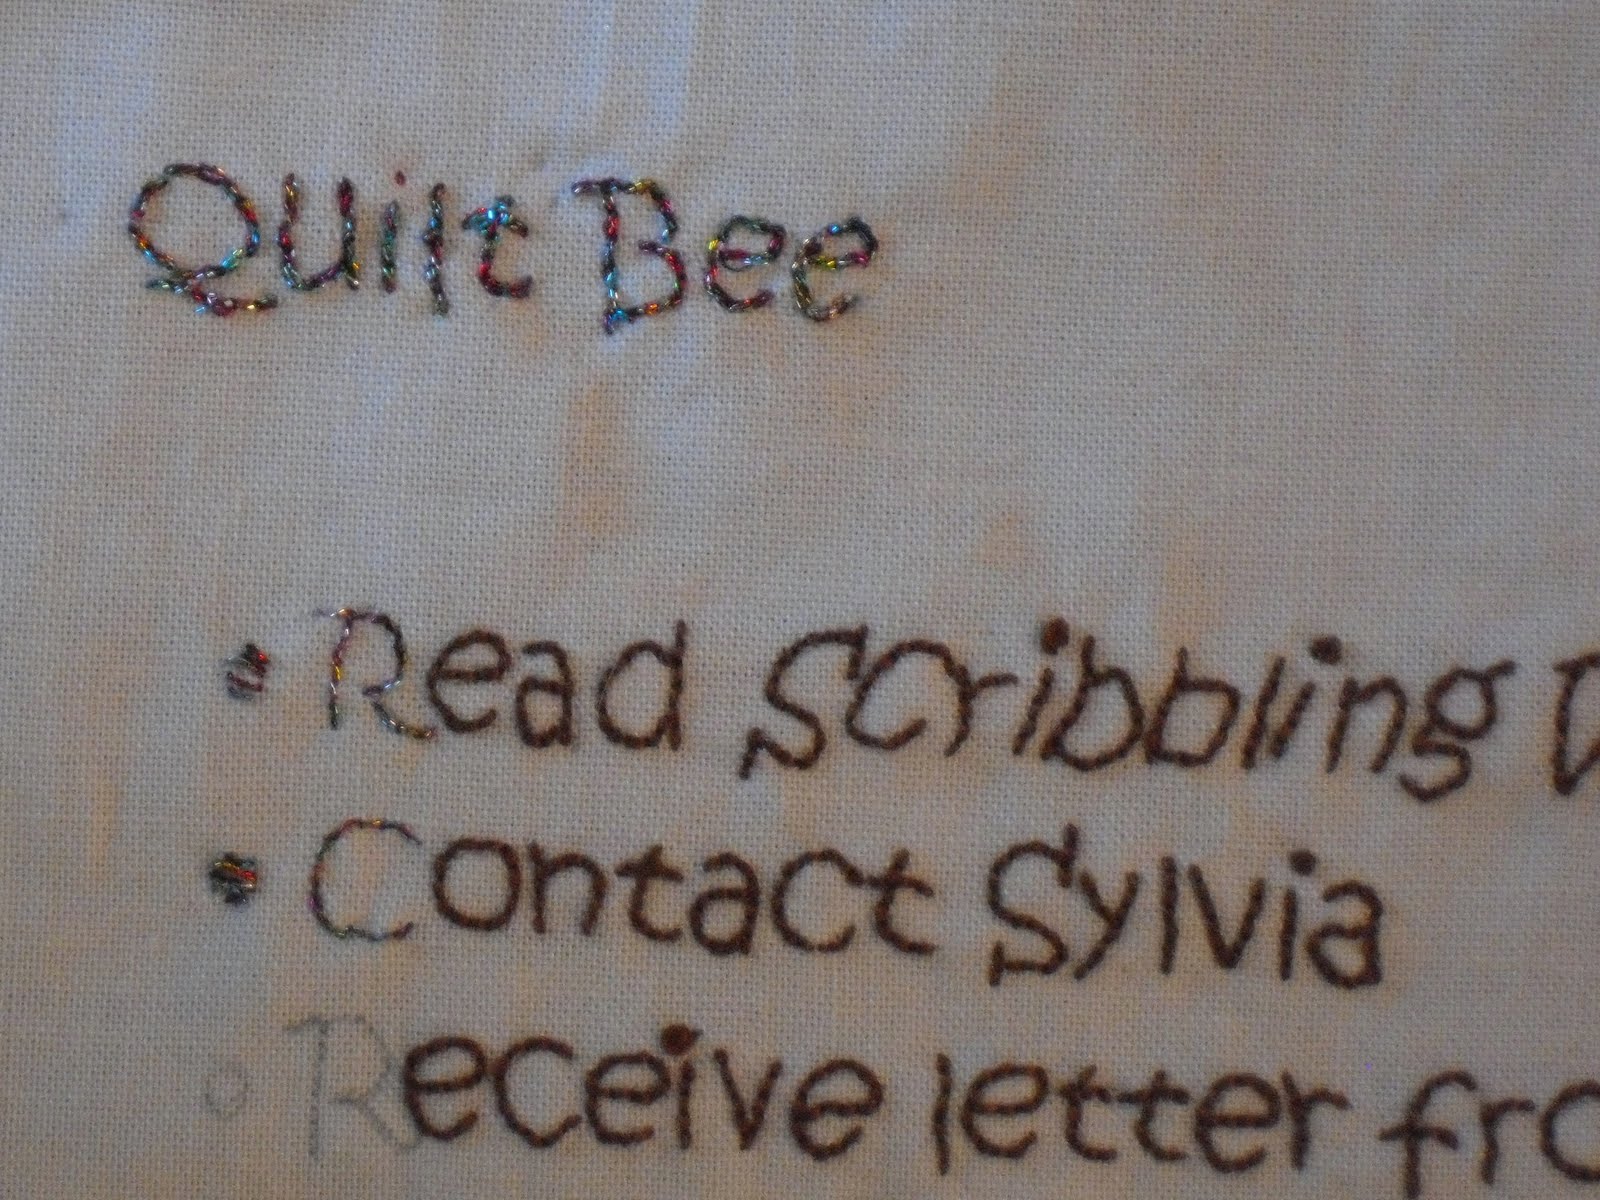 Quilt Bee
• Read Scribbling
• Contact Sylvia
• Receive letter